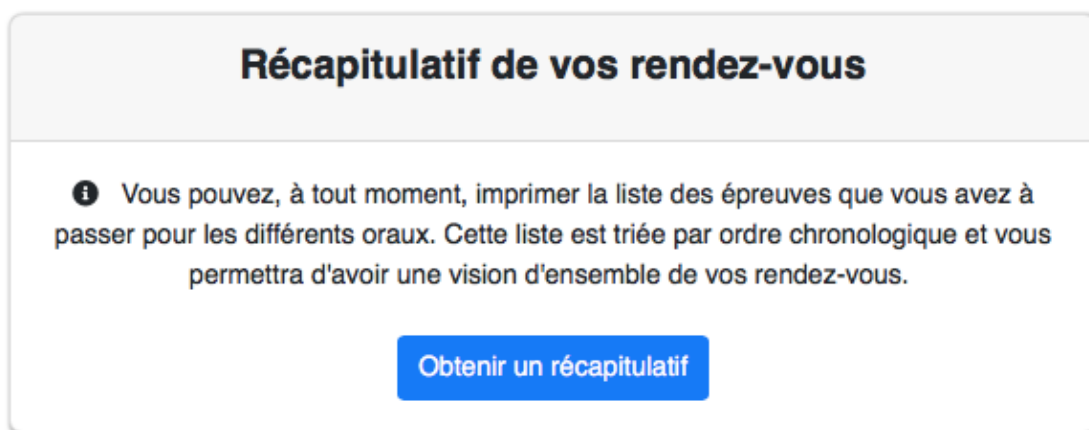 Récapitulatif de vos rendez-vous
Vous pouvez, à tout moment, imprimer la liste des épreuves que vous avez à
passer pour les différents oraux. Cette liste est triée par ordre chronologique et vous
permettra d'avoir une vision d'ensemble de vos rendez-vous.
Obtenir un récapitulatif